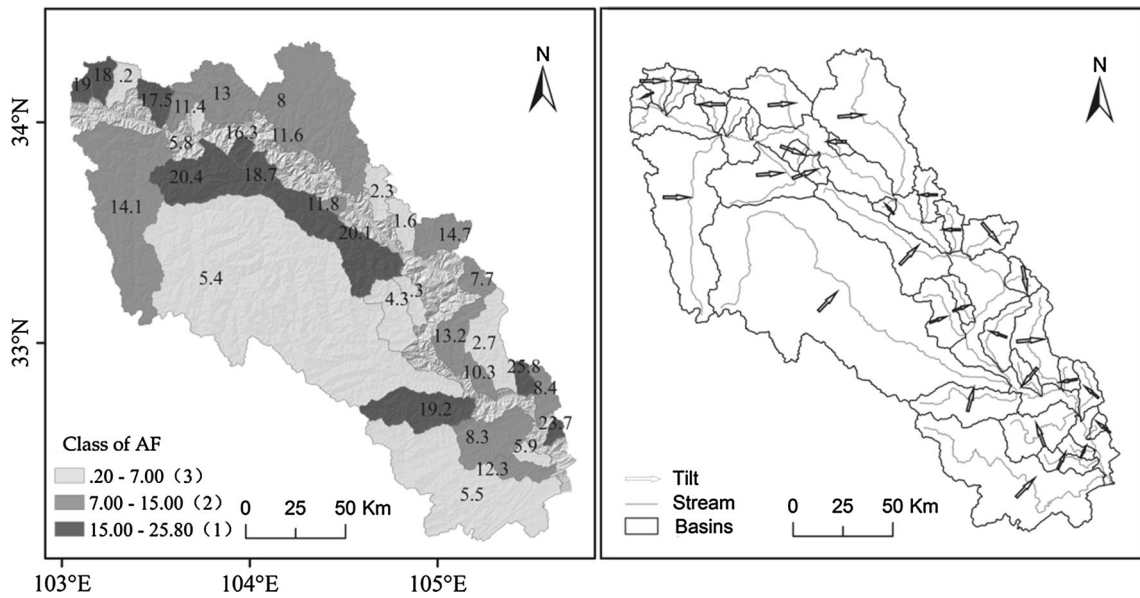 N
34°N
33°N
19
18
.2
17.5
11.4
13
8
5.8
16.3
11.6
20.4
18.7
14.1
11.8
2.3
1.6
20.1
14.7
5.4
7.7
4.3
.3
13.2
2.7
10.3
25.8
8.4
19.2
23.7
8.3
5.9
12.3
5.5
Class of AF
.20 - 7.00（3）
7.00 - 15.00（2）
15.00 - 25.80（1）
0 25 50 Km
103°E 104°E 105°E
N
Tilt
Stream
Basins
0 25 50 Km